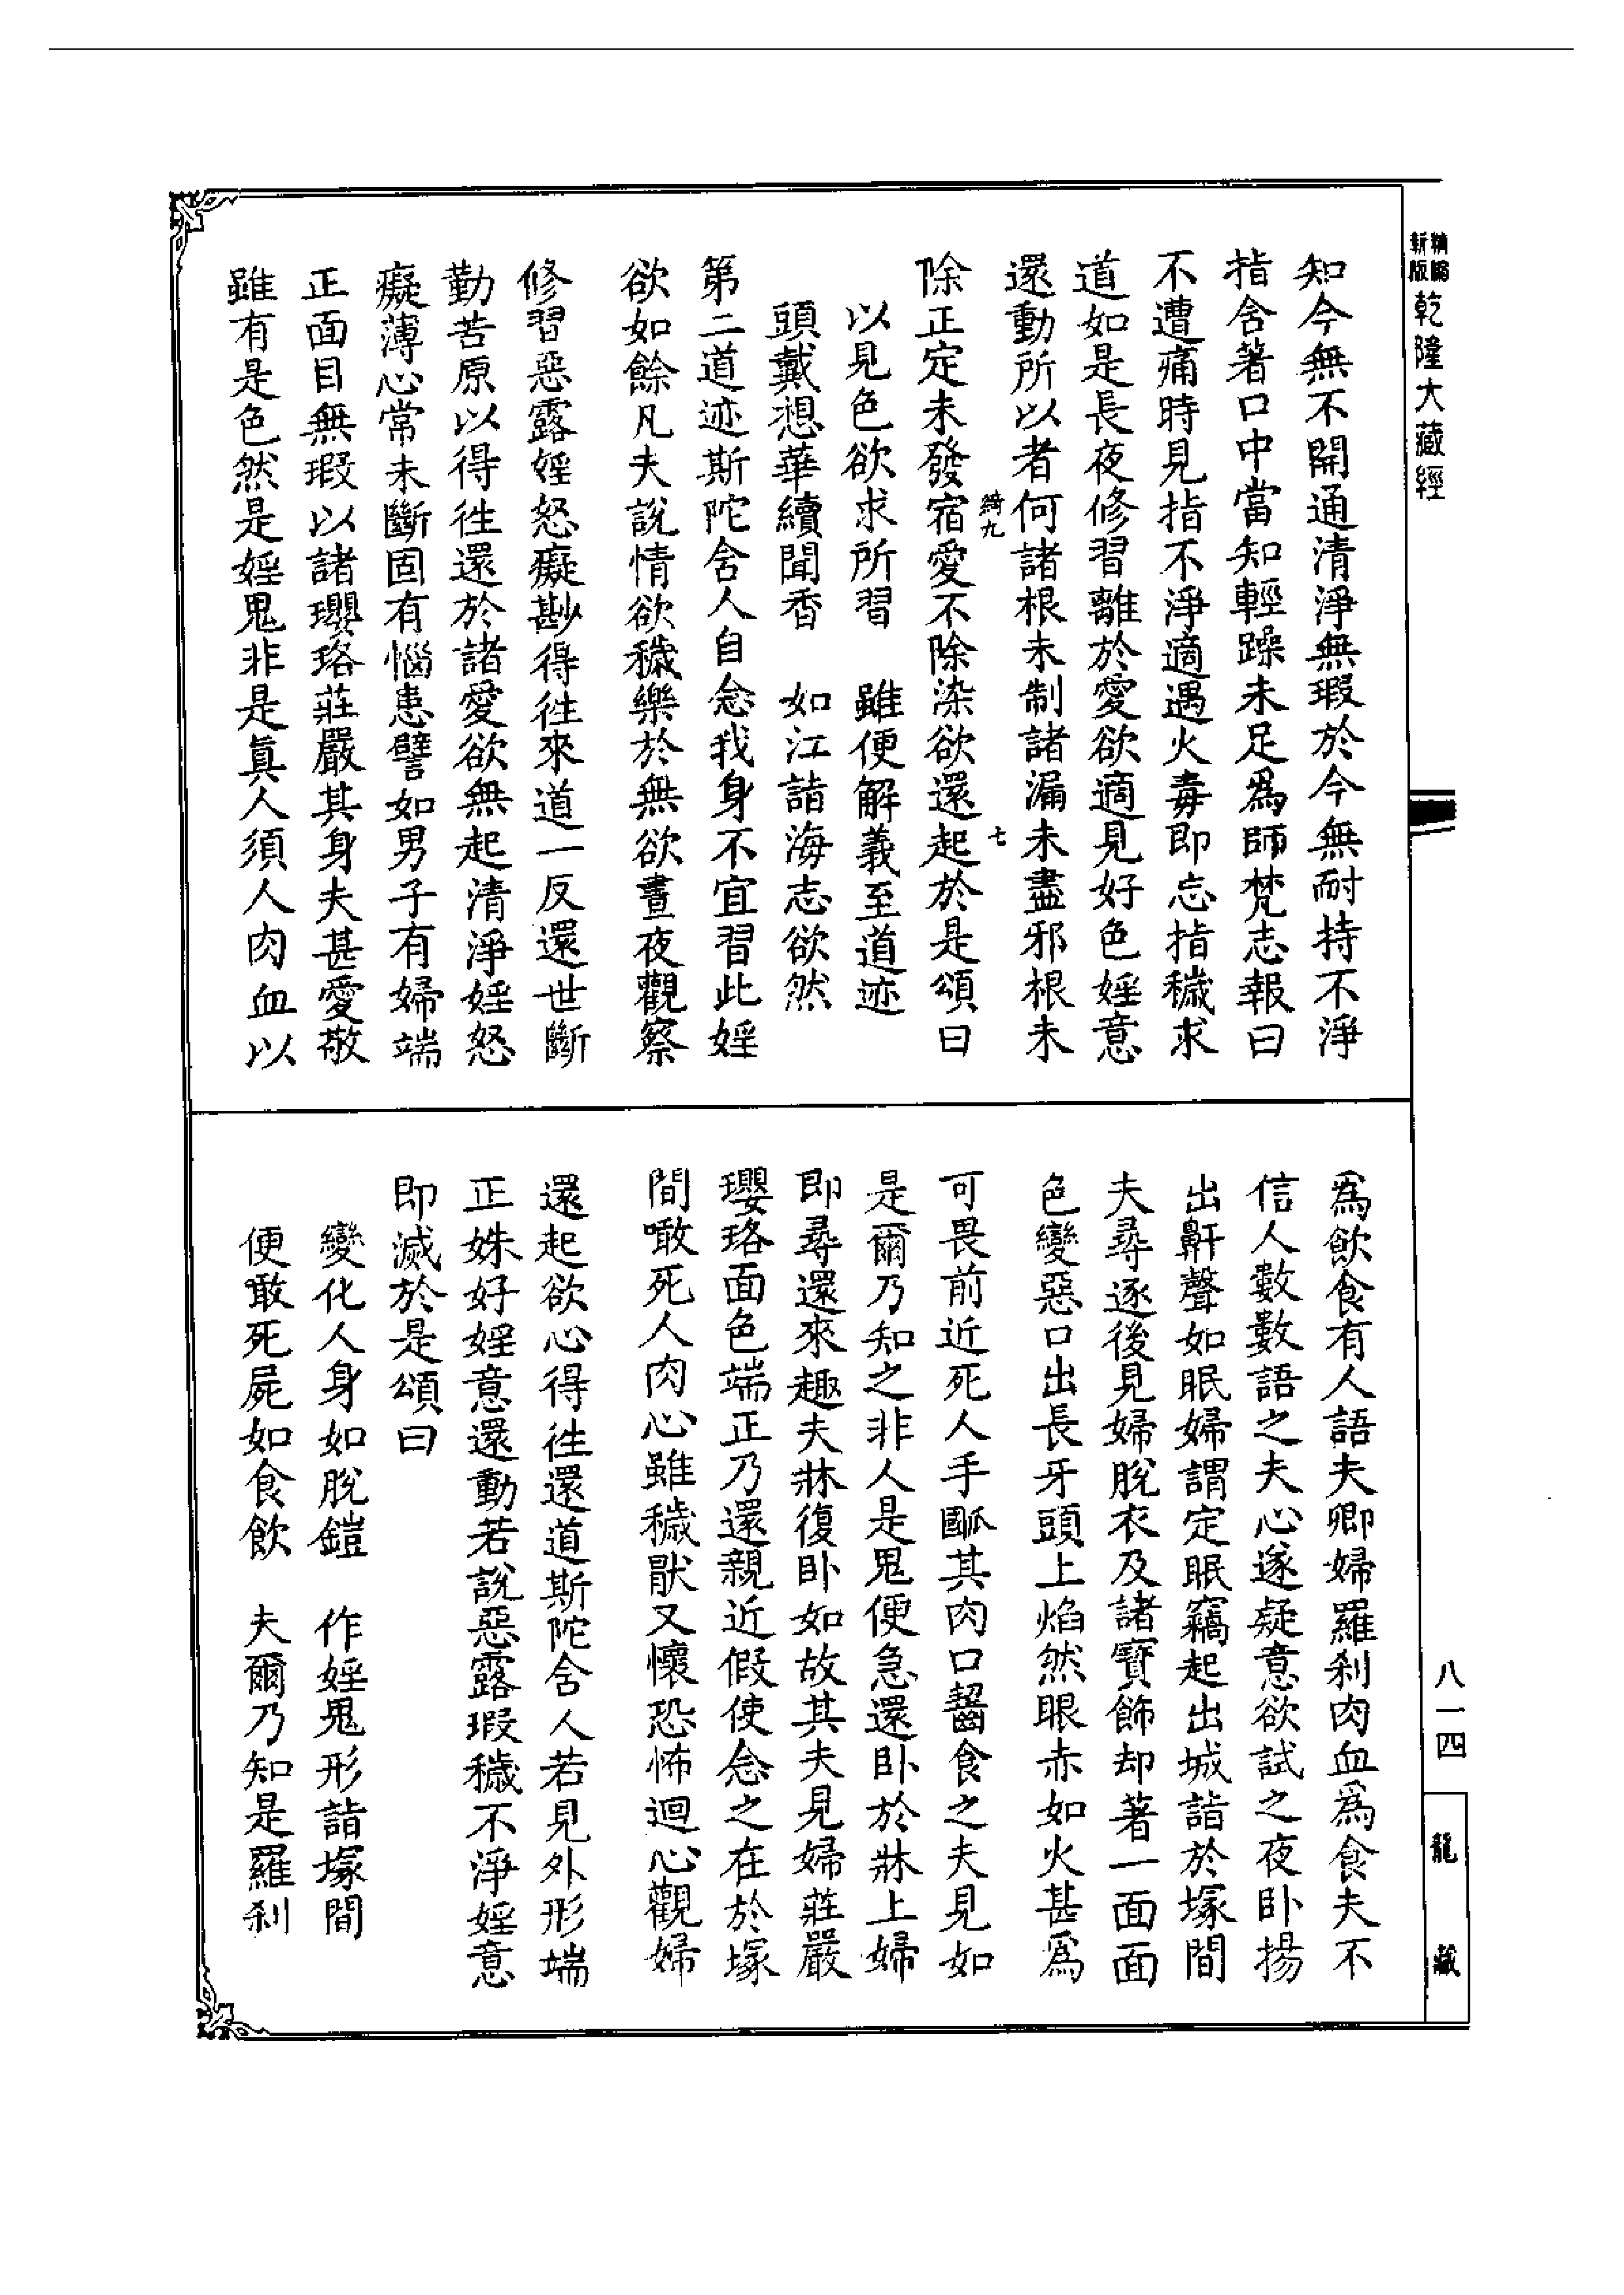 精縮
新版
乾隆大藏經
知今無不開通清淨無瑕於今無耐持不淨
指含著口中當知輕躁未足爲師梵志報曰
不遭痛時見指不淨適遇火毒即忘指穢求
道如是長夜修習離於愛欲適見好色婬意
還動所以者何諸根未制諸漏未盡邪根未
綺九
七
除正定未發宿愛不除染欲還起於是頌曰
以見色欲求所習　雖便解義至道迹
頭戴想華續聞香　如江詣海志欲然
第二道迹斯陀含人自念我身不宜習此婬
欲如餘凡夫說情欲穢樂於無欲晝夜觀察
修習惡露婬怒癡尠得往來道一反還世斷
勤苦原以得往還於諸愛欲無起清淨婬怒
癡薄心常未斷固有惱患譬如男子有婦端
正面目無瑕以諸瓔珞莊嚴其身夫甚愛敬
雖有是色然是婬鬼非是真人須人肉血以
爲飲食有人語夫卿婦羅刹肉血爲食夫不
信人數數語之夫心遂疑意欲試之夜卧揚
出鼾聲如眠婦謂定眠竊起出城詣於塚間
夫尋逐後見婦脫衣及諸寶飾却著一面面
色變惡口出長牙頭上焰然眼赤如火甚爲
可畏前近死人手㕟其肉口齧食之夫見如
是爾乃知之非人是鬼便急還卧於牀上婦
即尋還來趣夫牀復卧如故其夫見婦莊嚴
瓔珞面色端正乃還親近假使念之在於塚
間噉死人肉心雖穢猒又懷恐怖迴心觀婦
還起欲心得往還道斯陀含人若見外形端
正姝好婬意還動若說惡露瑕穢不淨婬意
即滅於是頌曰
變化人身如脫鎧　作婬鬼形詣塚間
便敢死屍如食飲　夫爾乃知是羅刹
八一四
龍藏